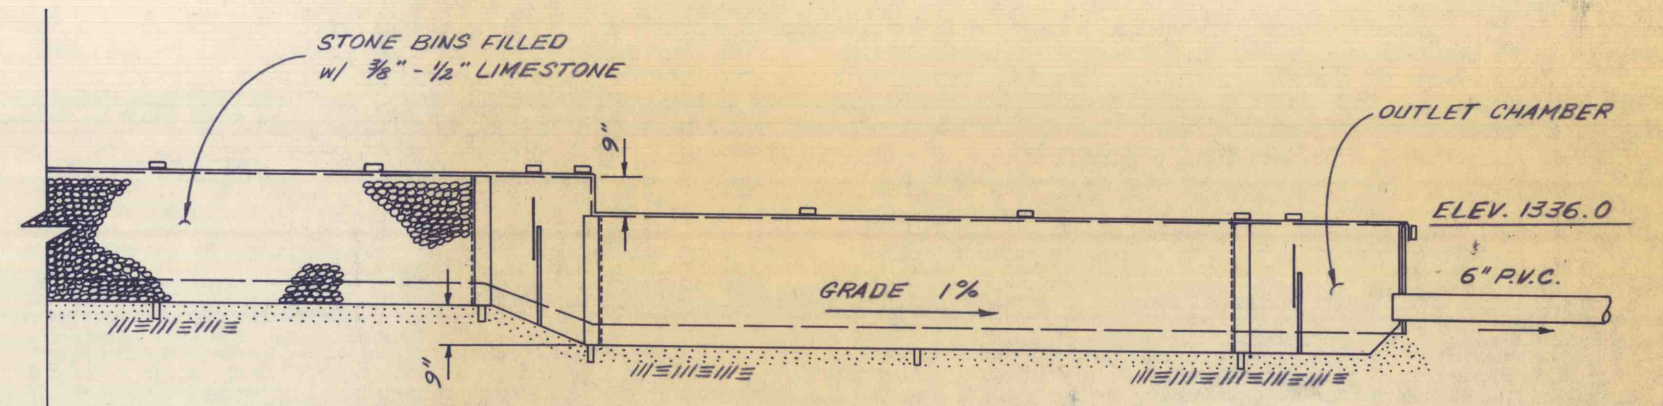 STONE BINS FILLED
w/ 3/8" - 1/2" LIMESTONE
9"
OUTLET CHAMBER
ELEV. 1336.0
6" P.V.C.
GRADE 1%
9"